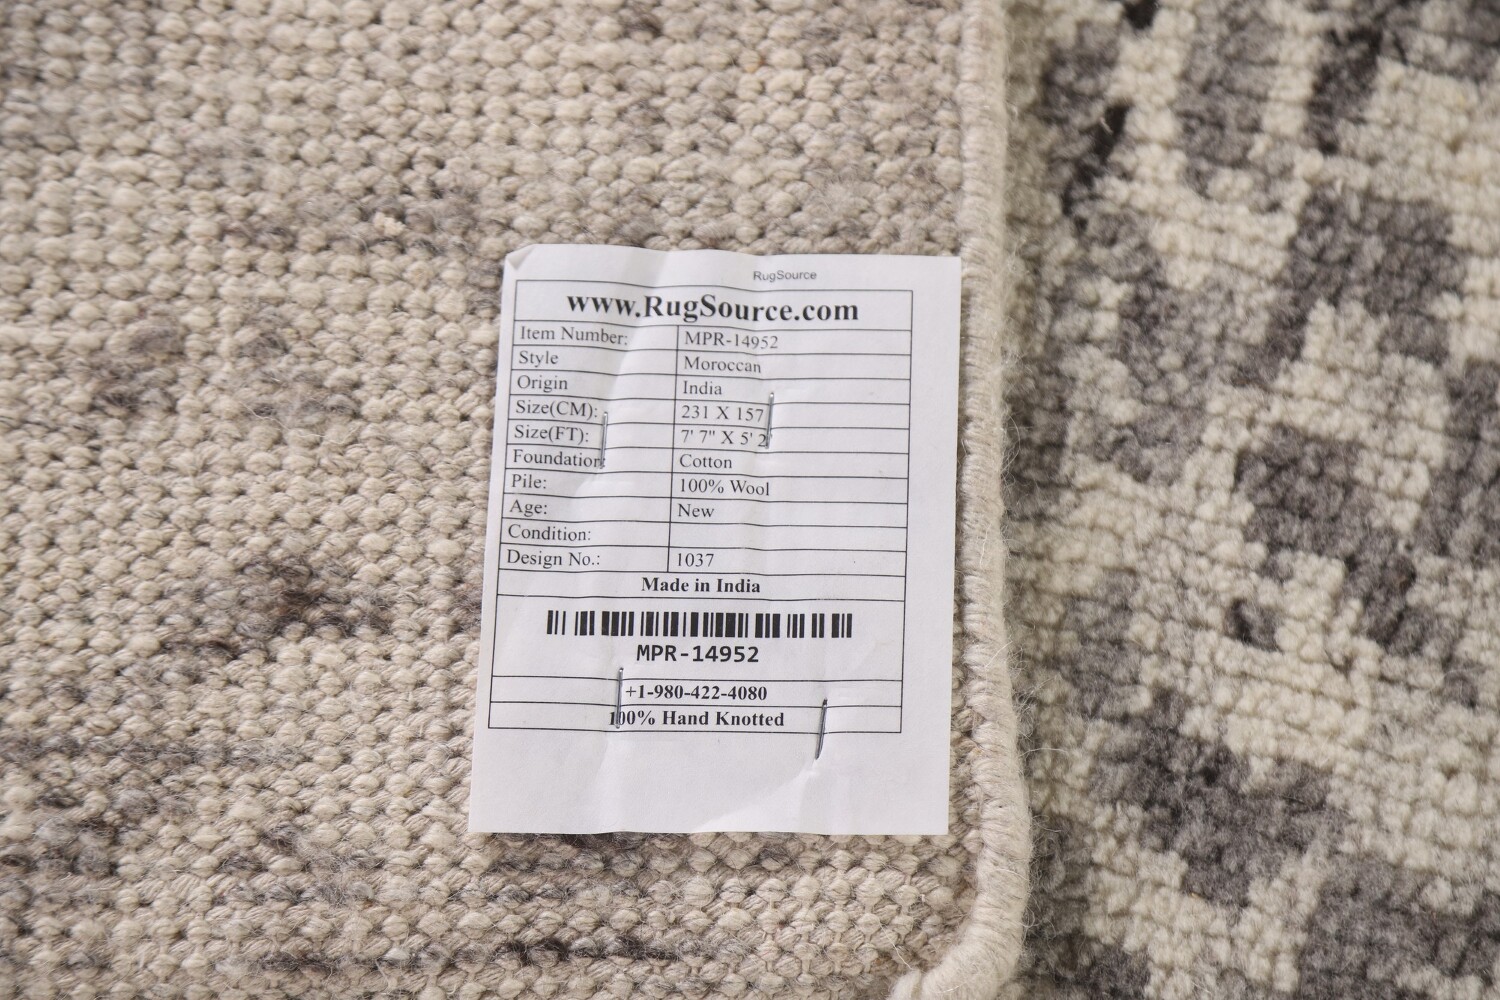 RugSource
www.RugSource.com
Item Number: MPR-14952
Style Moroccan
Origin India
Size(CM): 231 X 157
Size(FT): 7' 7" X 5' 2
Foundation: Cotton
Pile: 100% Wool
Age: New
Condition:
Design No.: 1037
Made in India
MPR-14952
+1-980-422-4080
100% Hand Knotted